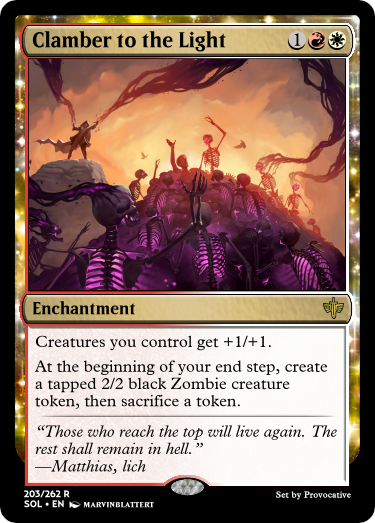 Clamber to the Light 1
Enchantment
Creatures you control get +1/+1.
At the beginning of your end step, create
a tapped 2/2 black Zombie creature
token, then sacrifice a token.
“Those who reach the top will live again. The
rest shall remain in hell.”
—Matthias, lich
203/262 R
SOL • EN MARVINBLATTERT
Set by Provocative